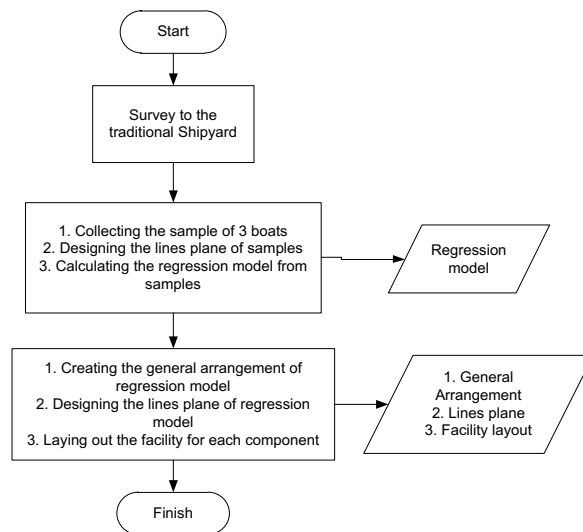 Start
Survey to the
traditional Shipyard
1. Collecting the sample of 3 boats
2. Designing the lines plane of samples
3. Calculating the regression model from
samples
Regression
model
1. Creating the general arrangement of
regression model
2. Designing the lines plane of regression
model
3. Laying out the facility for each component
1. General
Arrangement
2. Lines plane
3. Facility layout
Finish